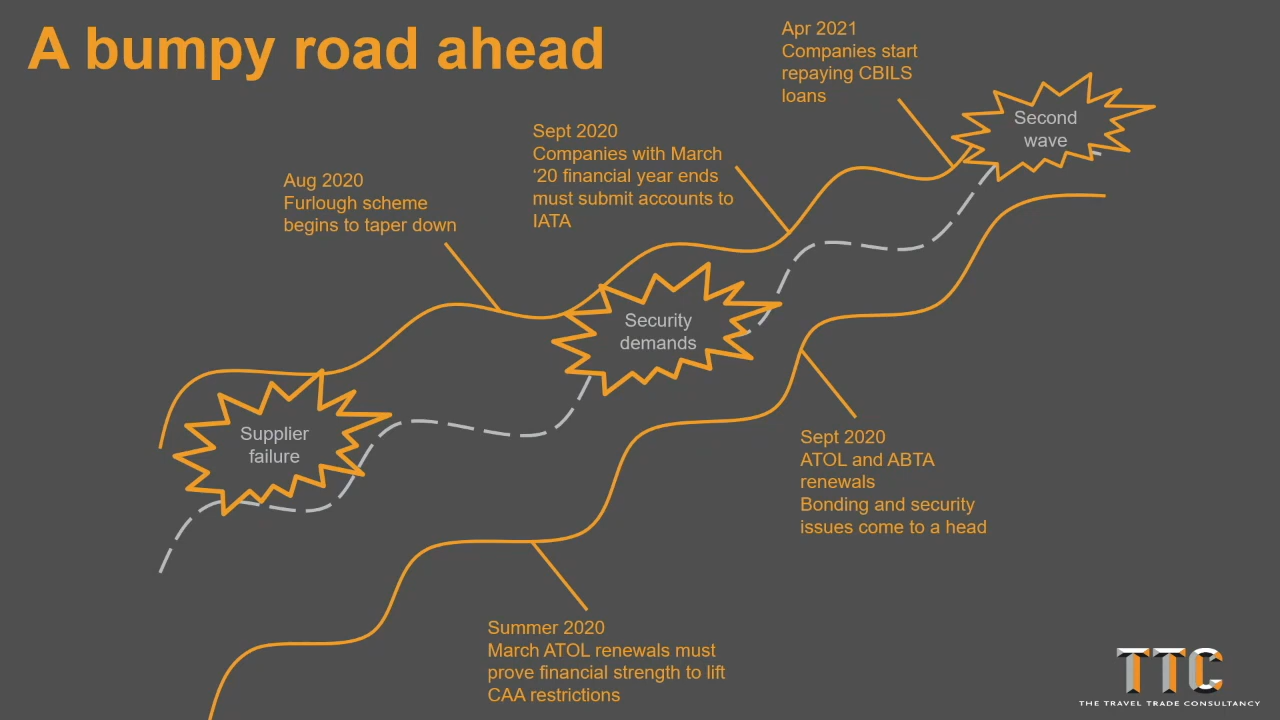 A bumpy road ahead
Apr 2021
Companies start
repaying CBILS
loans
Second
wave
Sept 2020
Companies with March
‘20 financial year ends
must submit accounts to
IATA
Aug 2020
Furlough scheme
begins to taper down
Security
demands
Supplier
failure
Sept 2020
ATOL and ABTA
renewals
Bonding and security
issues come to a head
Summer 2020
March ATOL renewals must
prove financial strength to lift
CAA restrictions
TTC
THE TRAVEL TRADE CONSULTANCY